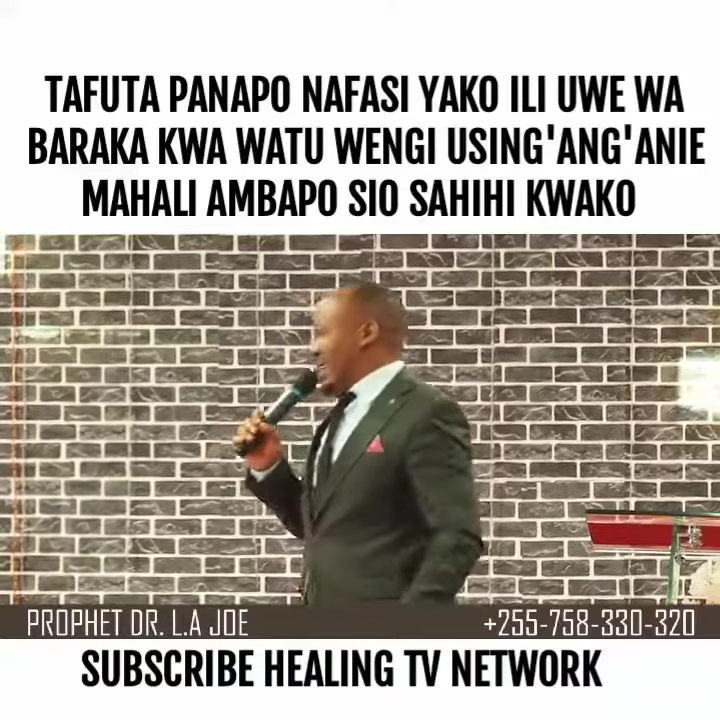 TAFUTA PANAPO NAFASI YAKO ILI UWE WA
BARAKA KWA WATU WENGI USING'ANG'ANIE
MAHALI AMBAPO SIO SAHIHI KWAKO
PROPHET DR. L.A JOE
+255-758-330-320
SUBSCRIBE HEALING TV NETWORK